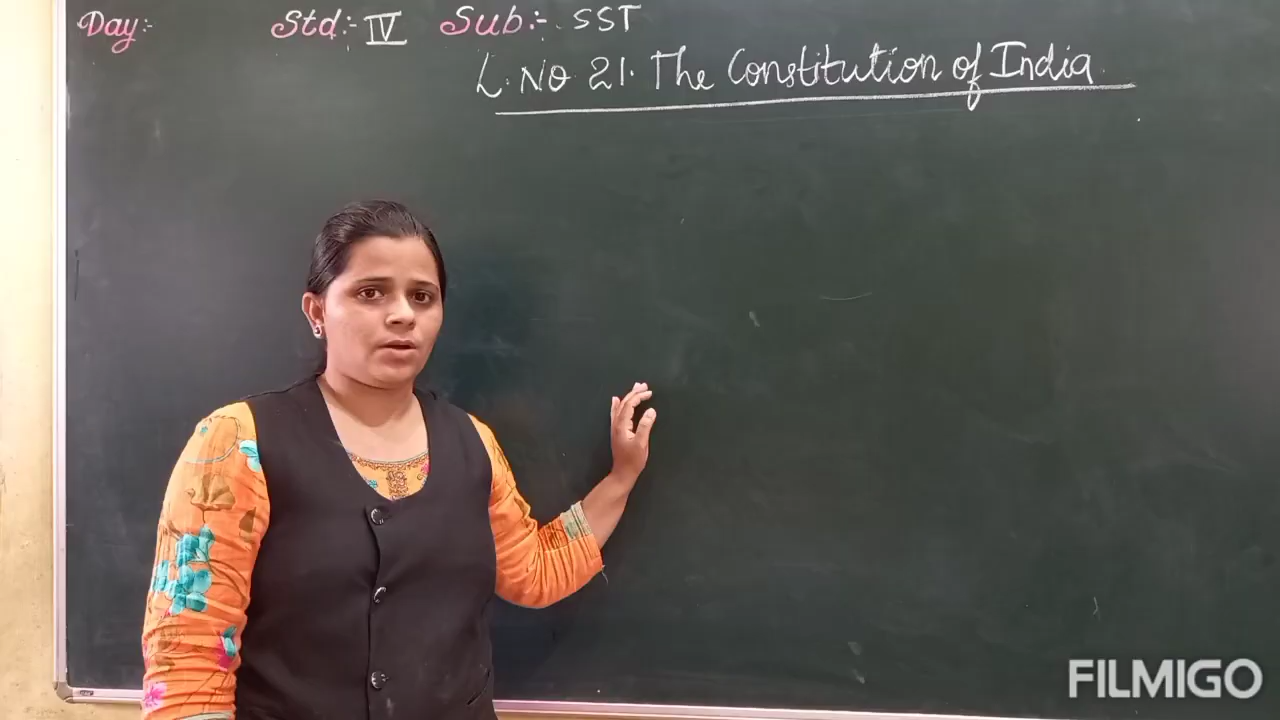 Day:- Std:- IV Sub:- SST
L. No 21. The Constitution of India
FILMIGO